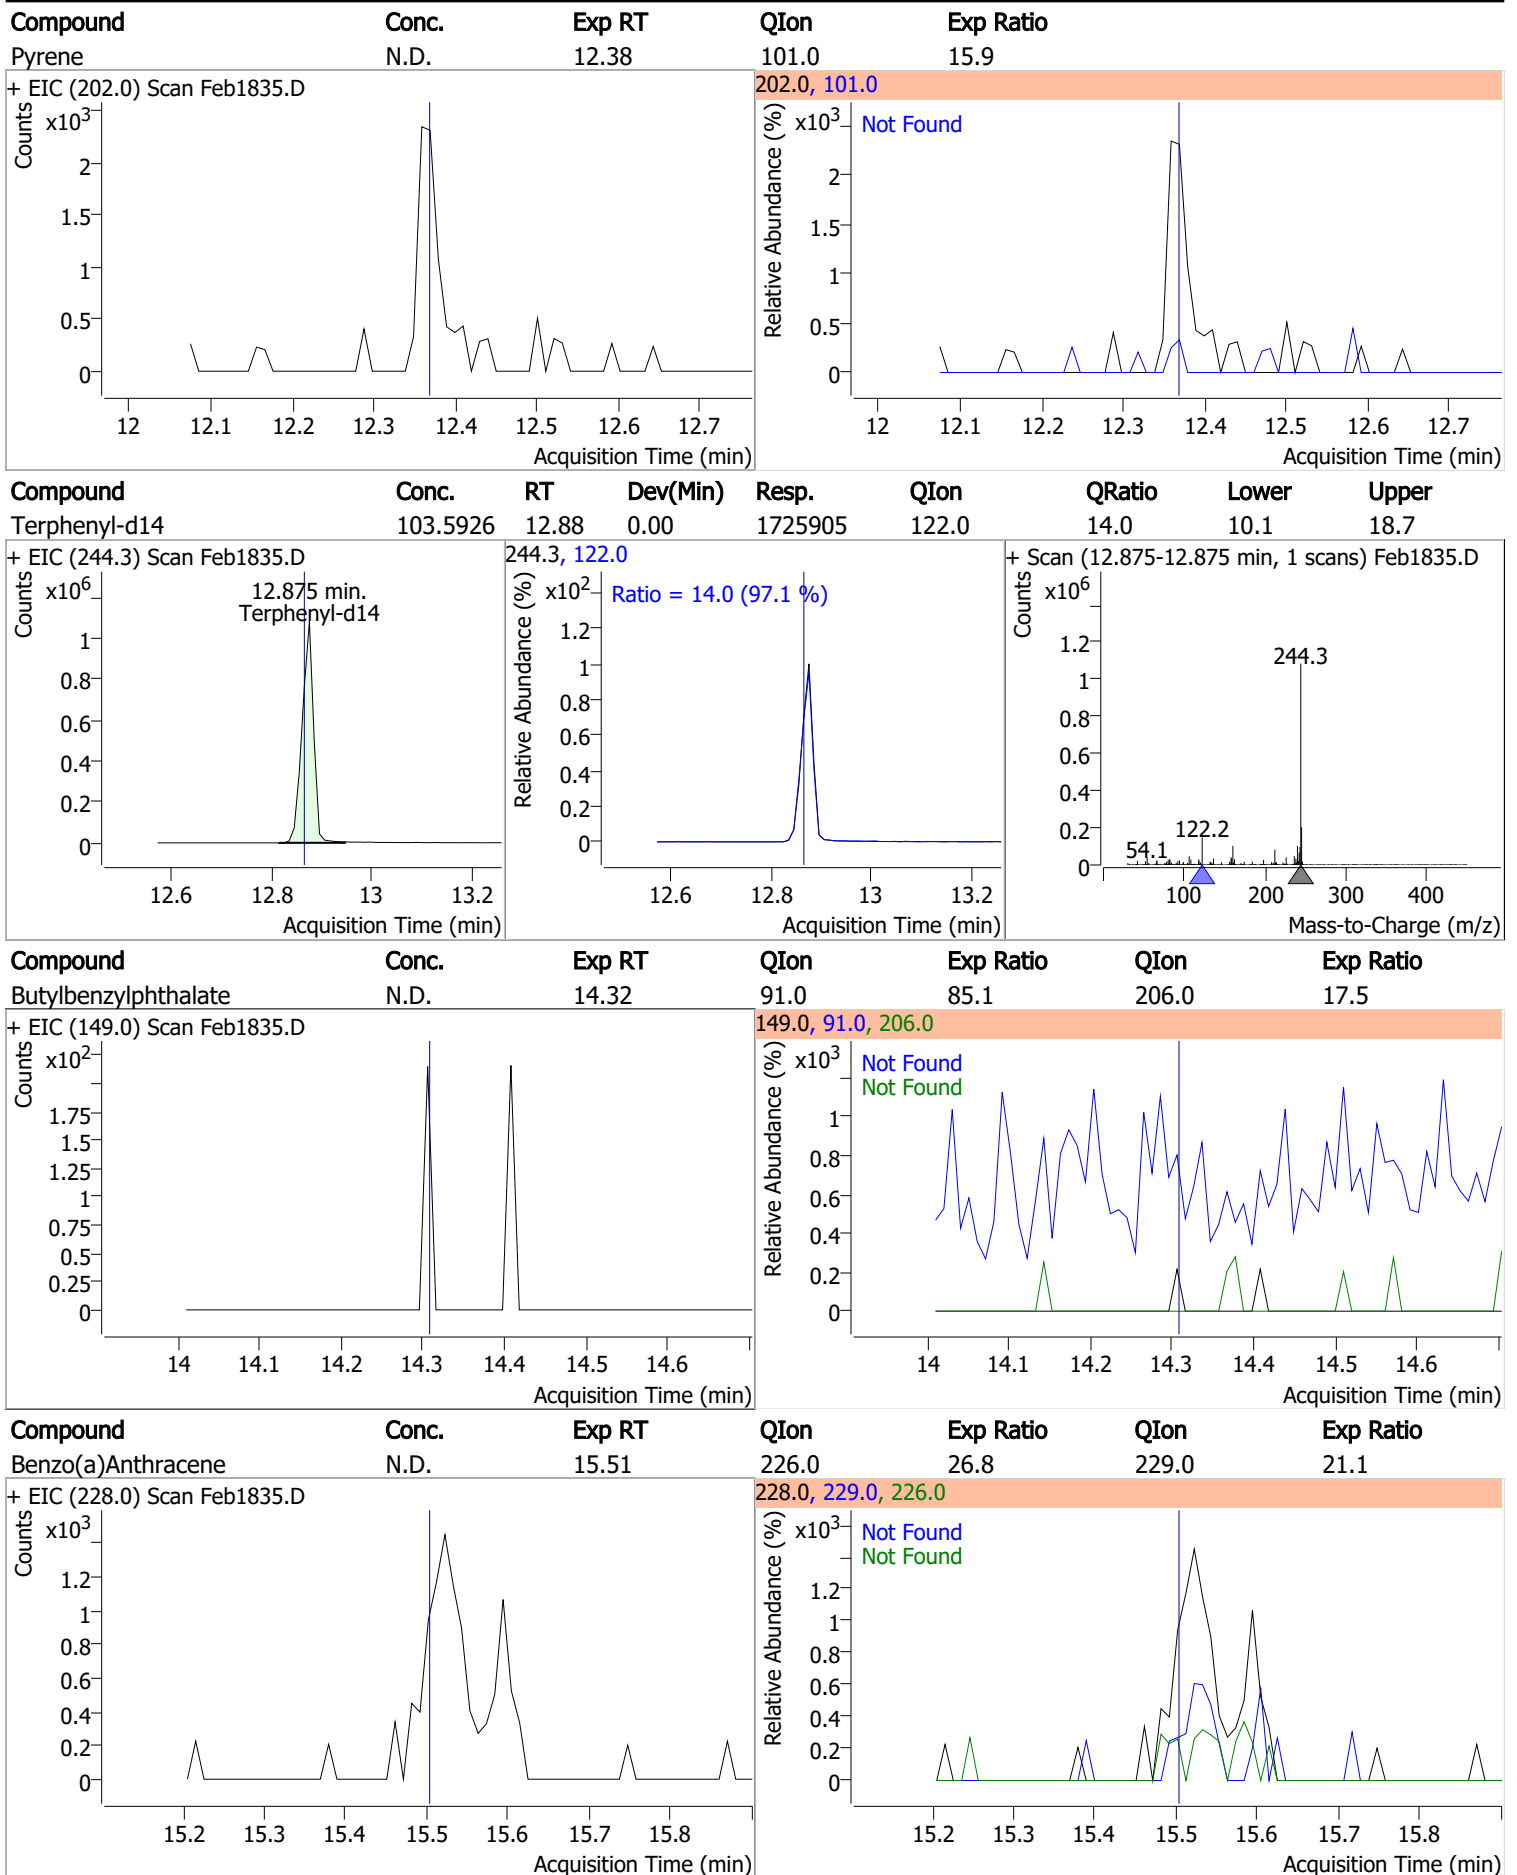 Compound Conc. Exp RT QIon Exp Ratio
Pyrene N.D. 12.38 101.0 15.9
+ EIC (202.0) Scan Feb1835.D
Counts
x10³
2
1.5
1
0.5
0
12 12.1 12.2 12.3 12.4 12.5 12.6 12.7
Acquisition Time (min)
202.0, 101.0
Relative Abundance (%)
x10³
Not Found
2
1.5
1
0.5
0
12 12.1 12.2 12.3 12.4 12.5 12.6 12.7
Acquisition Time (min)
Compound Conc. RT Dev(Min) Resp. QIon QRatio Lower Upper
Terphenyl-d14 103.5926 12.88 0.00 1725905 122.0 14.0 10.1 18.7
+ EIC (244.3) Scan Feb1835.D
Counts
x10⁶
12.875 min.
Terphenyl-d14
1
0.8
0.6
0.4
0.2
0
12.6 12.8 13 13.2
Acquisition Time (min)
244.3, 122.0
Relative Abundance (%)
x10²
Ratio = 14.0 (97.1 %)
1.2
1
0.8
0.6
0.4
0.2
0
12.6 12.8 13 13.2
Acquisition Time (min)
+ Scan (12.875-12.875 min, 1 scans) Feb1835.D
Counts
x10⁶
1.2
1
0.8
0.6
0.4
0.2
0
244.3
122.2
54.1
100 200 300 400
Mass-to-Charge (m/z)
Compound Conc. Exp RT QIon Exp Ratio QIon Exp Ratio
Butylbenzylphthalate N.D. 14.32 91.0 85.1 206.0 17.5
+ EIC (149.0) Scan Feb1835.D
Counts
x10²
1.75
1.5
1.25
1
0.75
0.5
0.25
0
14 14.1 14.2 14.3 14.4 14.5 14.6
Acquisition Time (min)
149.0, 91.0, 206.0
Relative Abundance (%)
x10³
Not Found
Not Found
1
0.8
0.6
0.4
0.2
0
14 14.1 14.2 14.3 14.4 14.5 14.6
Acquisition Time (min)
Compound Conc. Exp RT QIon Exp Ratio QIon Exp Ratio
Benzo(a)Anthracene N.D. 15.51 226.0 26.8 229.0 21.1
+ EIC (228.0) Scan Feb1835.D
Counts
x10³
1.2
1
0.8
0.6
0.4
0.2
0
15.2 15.3 15.4 15.5 15.6 15.7 15.8
Acquisition Time (min)
228.0, 229.0, 226.0
Relative Abundance (%)
x10³
Not Found
Not Found
1.2
1
0.8
0.6
0.4
0.2
0
15.2 15.3 15.4 15.5 15.6 15.7 15.8
Acquisition Time (min)